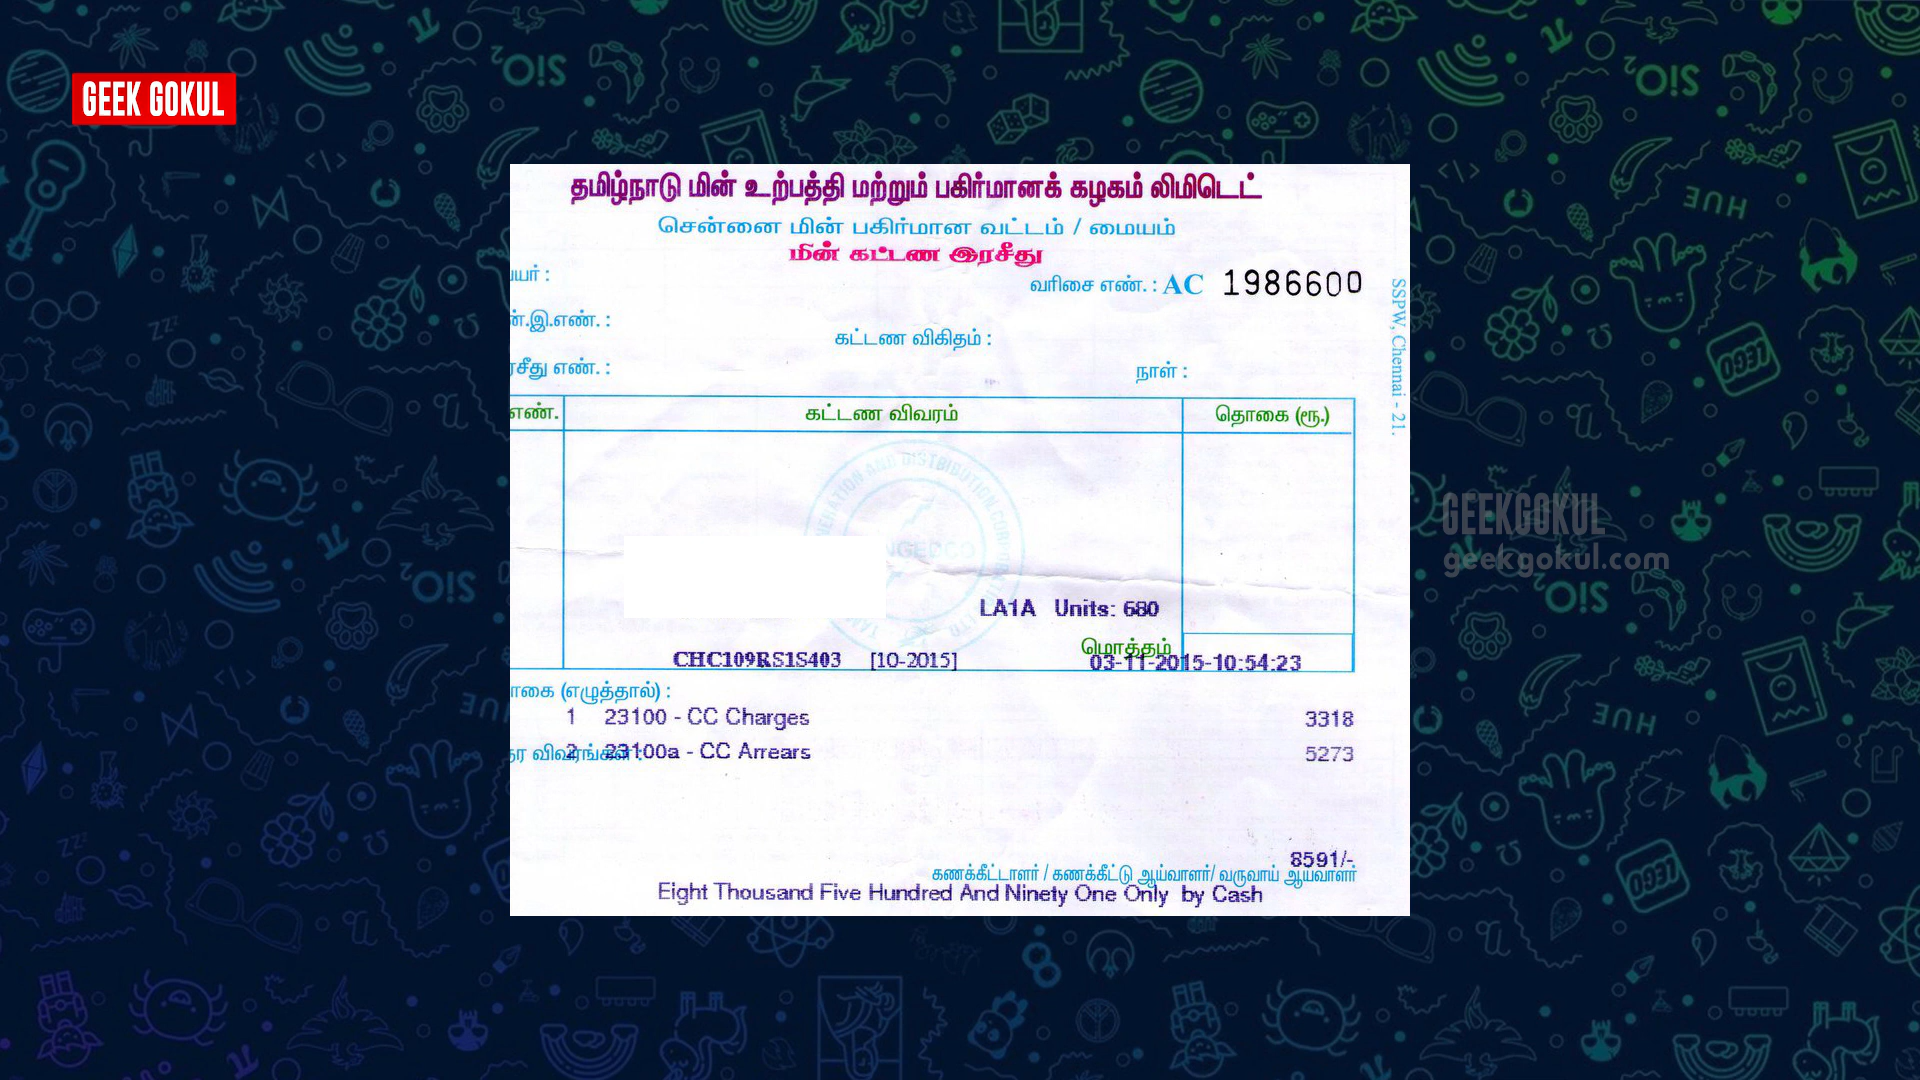 GEEK GOKUL
தமிழ்நாடு மின் உற்பத்தி மற்றும் பகிர்மானக் கழகம் லிமிடெட்
சென்னை மின் பகிர்மான வட்டம் / மையம்
மின் கட்டண இரசீது
யர் :
வரிசை எண். : AC 1986600
ன்.இ.எண். :
கட்டண விகிதம் :
சீது எண். :
நாள் :
SSPW, Chennai - 21.
எண்.
கட்டண விவரம்
தொகை (ரூ.)
GEEKGOKUL
geekgokul.com
LA1A Units: 680
மொத்தம்
CHC109RS1S403 [10-2015] 03-11-2015-10:54:23
கை (எழுத்தால்) :
1 23100 - CC Charges 3318
ர விவரங்கள் :
2 23100a - CC Arrears 5273
8591/-
கணக்கீட்டாளர் / கணக்கீட்டு ஆய்வாளர்/ வருவாய் ஆய்வாளர்
Eight Thousand Five Hundred And Ninety One Only by Cash